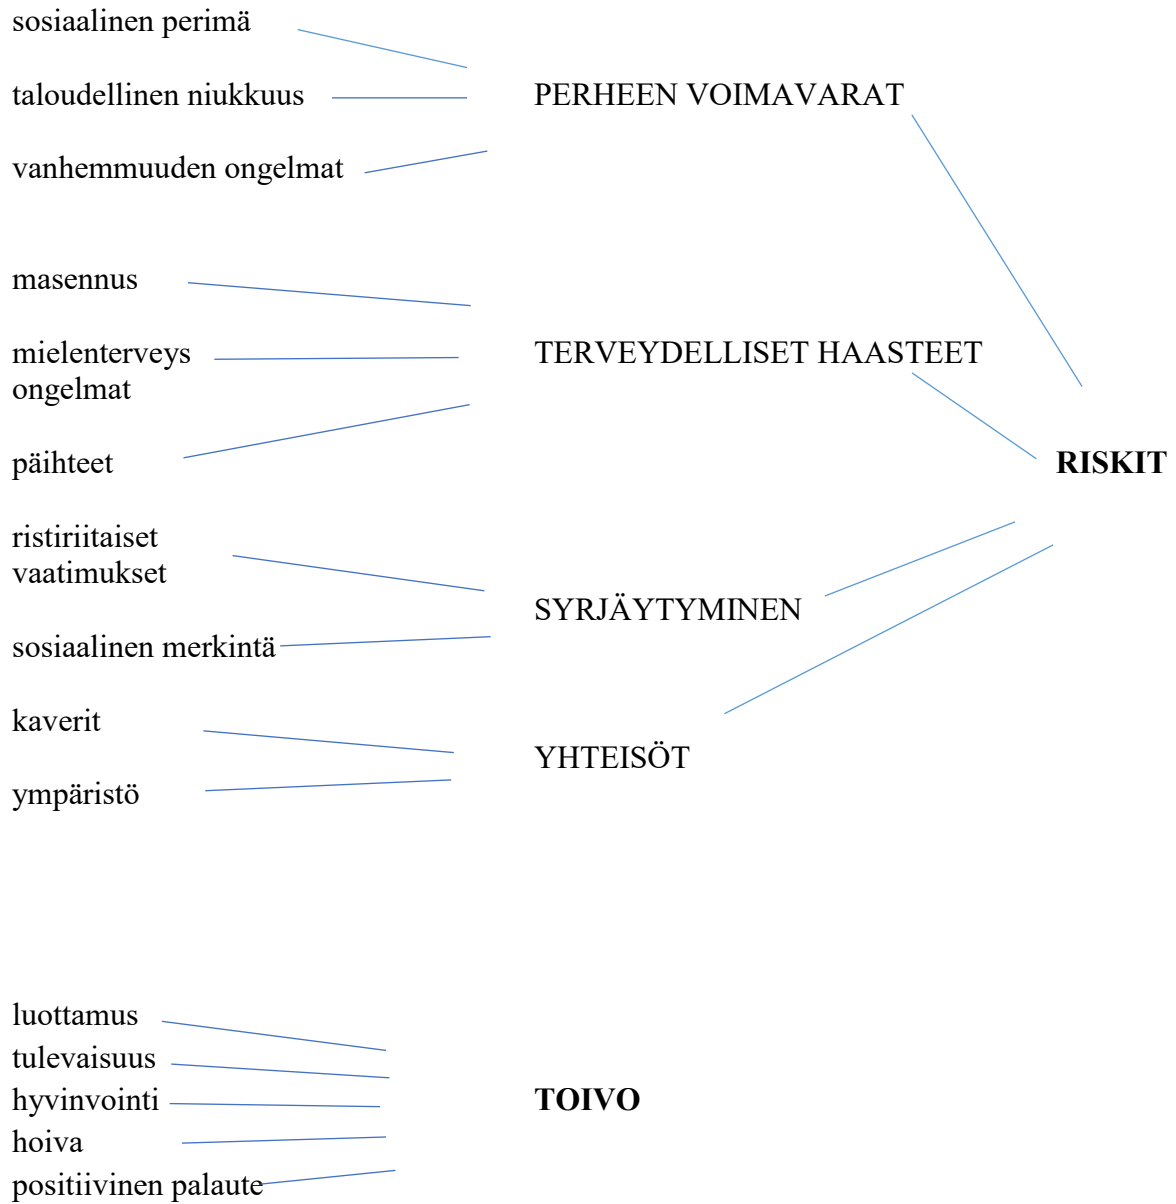 sosiaalinen perimä
taloudellinen niukkuus
PERHEEN VOIMAVARAT
vanhemmuuden ongelmat
masennus
mielenterveys
ongelmat
TERVEYDELLISET HAASTEET
päihteet
RISKIT
ristiriitaiset
vaatimukset
SYRJÄYTYMINEN
sosiaalinen merkintä
kaverit
YHTEISÖT
ympäristö
luottamus
tulevaisuus
hyvinvointi
TOIVO
hoiva
positiivinen palaute